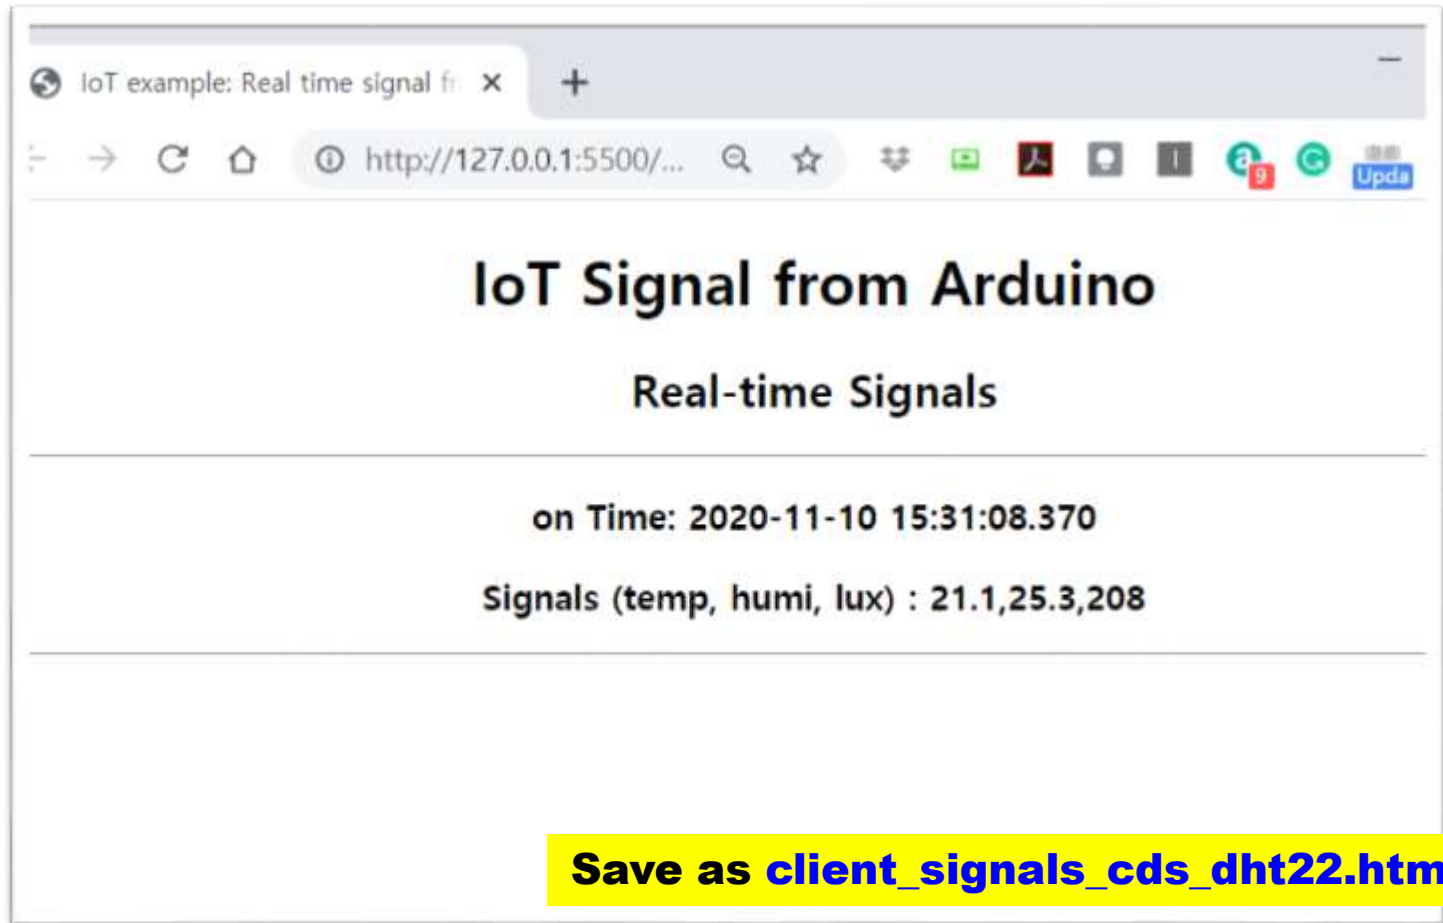 IoT example: Real time signal fr
http://127.0.0.1:5500/...
9
Upda
IoT Signal from Arduino
Real-time Signals
on Time: 2020-11-10 15:31:08.370
Signals (temp, humi, lux) : 21.1,25.3,208
Save as client_signals_cds_dht22.htm